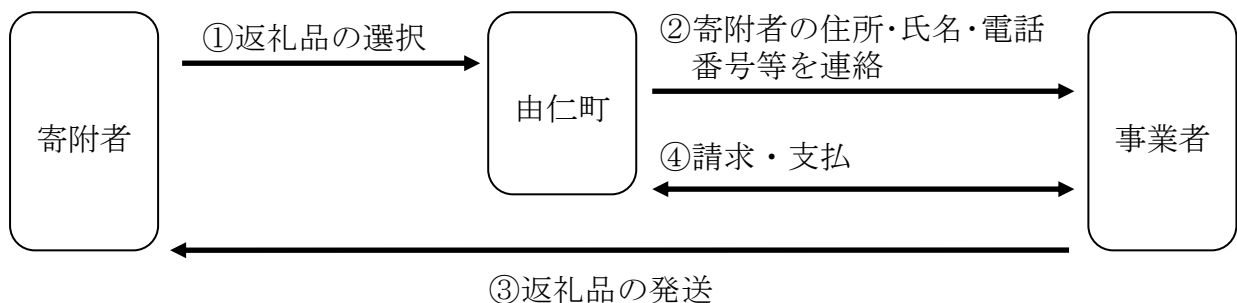 ①返礼品の選択
②寄附者の住所･氏名･電話
番号等を連絡
寄附者
由仁町
事業者
④請求・支払
③返礼品の発送